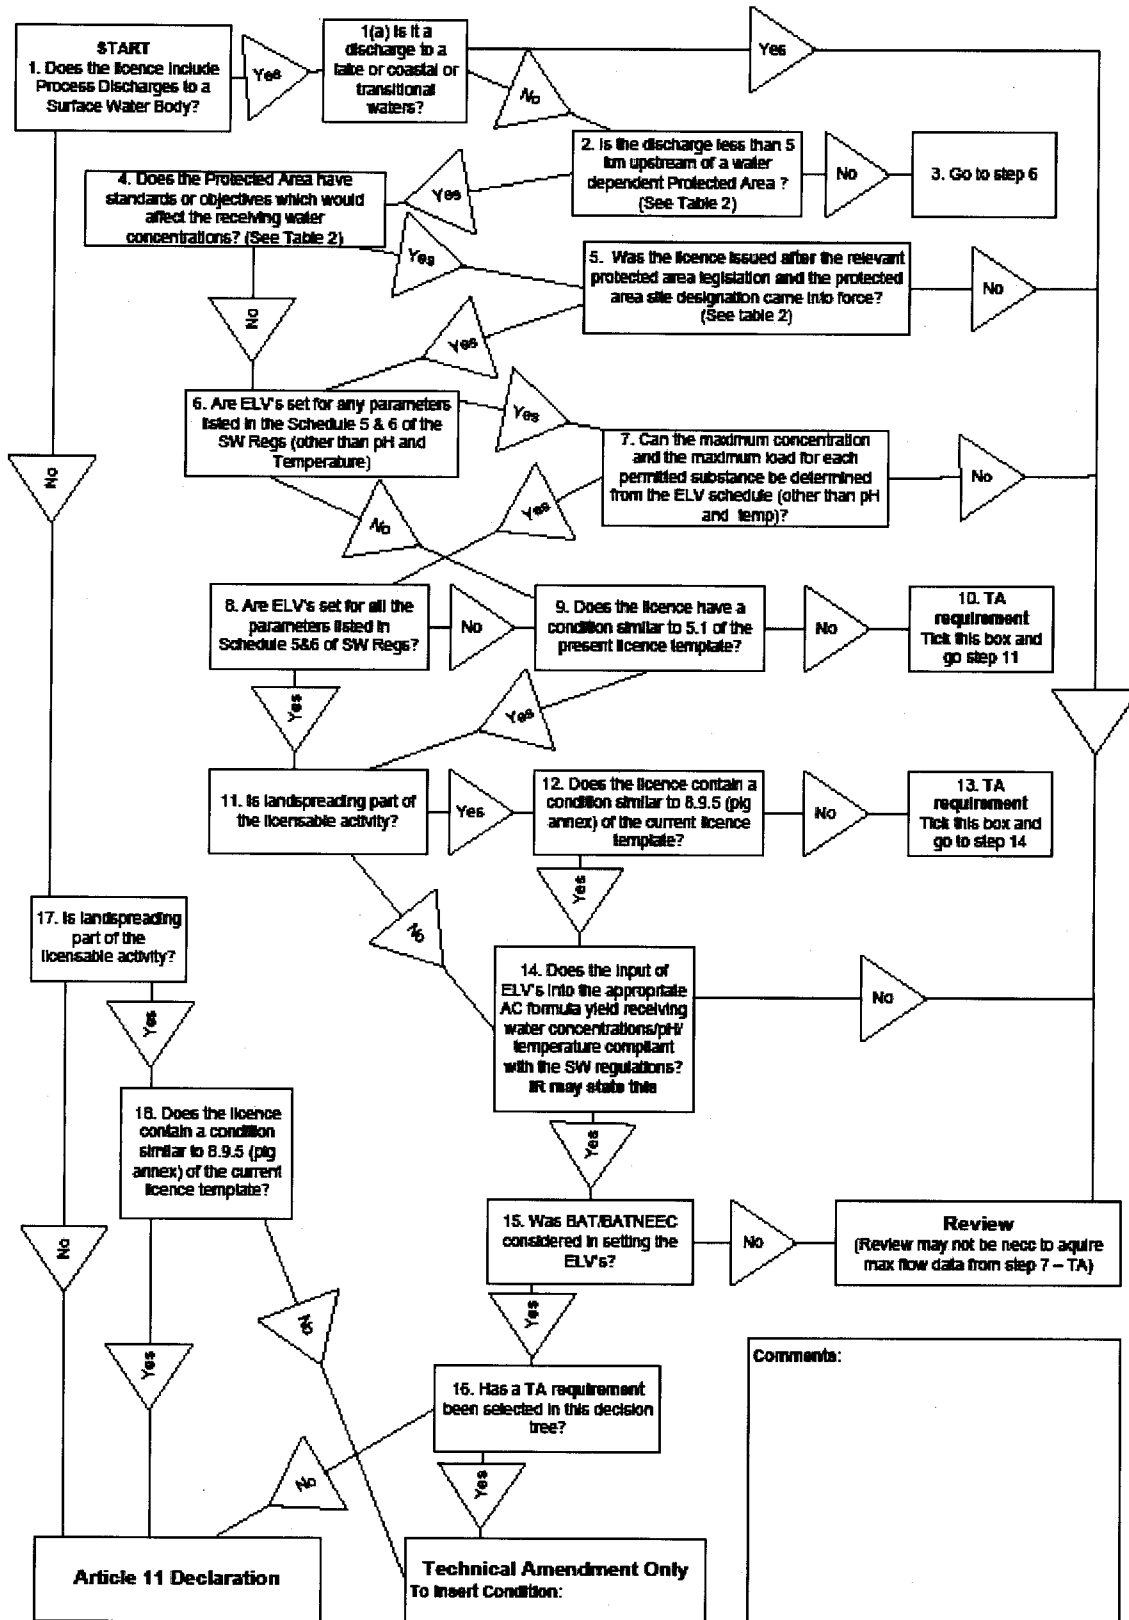 START
1. Does the licence include
Process Discharges to a
Surface Water Body?
Yes
1(a) Is it a
discharge to a
lake or coastal or
transitional
waters?
Yes
No
2. Is the discharge less than 5
km upstream of a water
dependent Protected Area ?
(See Table 2)
No
3. Go to step 6
Yes
4. Does the Protected Area have
standards or objectives which would
affect the receiving water
concentrations? (See Table 2)
Yes
No
5. Was the licence issued after the relevant
protected area legislation and the protected
area site designation came into force?
(See table 2)
No
Yes
6. Are ELV's set for any parameters
listed in the Schedule 5 & 6 of the
SW Regs (other than pH and
Temperature)
Yes
No
7. Can the maximum concentration
and the maximum load for each
permitted substance be determined
from the ELV schedule (other than pH
and temp)?
No
Yes
No
8. Are ELV's set for all the
parameters listed in
Schedule 5&6 of SW Regs?
No
Yes
9. Does the licence have a
condition similar to 5.1 of the
present licence template?
No
10. TA
requirement
Tick this box and
go step 11
Yes
11. Is landspreading part of
the licensable activity?
Yes
No
12. Does the licence contain a
condition similar to 8.9.5 (pig
annex) of the current licence
template?
No
13. TA
requirement
Tick this box and
go to step 14
Yes
14. Does the input of
ELV's into the appropriate
AC formula yield receiving
water concentrations/pH/
temperature compliant
with the SW regulations?
IR may state this
No
Yes
17. Is landspreading
part of the
licensable activity?
Yes
No
18. Does the licence
contain a condition
similar to 8.9.5 (pig
annex) of the current
licence template?
Yes
No
15. Was BAT/BATNEEC
considered in setting the
ELV's?
No
Yes
Review
(Review may not be necc to aquire
max flow data from step 7 – TA)
16. Has a TA requirement
been selected in this decision
tree?
No
Yes
Comments:
Article 11 Declaration
Technical Amendment Only
To Insert Condition: